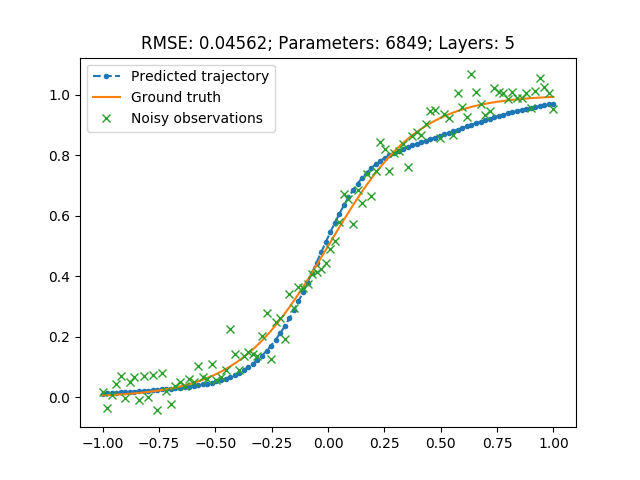 RMSE: 0.04562; Parameters: 6849; Layers: 5
Predicted trajectory
Ground truth
Noisy observations
1.0
0.8
0.6
0.4
0.2
0.0
−1.00 −0.75 −0.50 −0.25 0.00 0.25 0.50 0.75 1.00